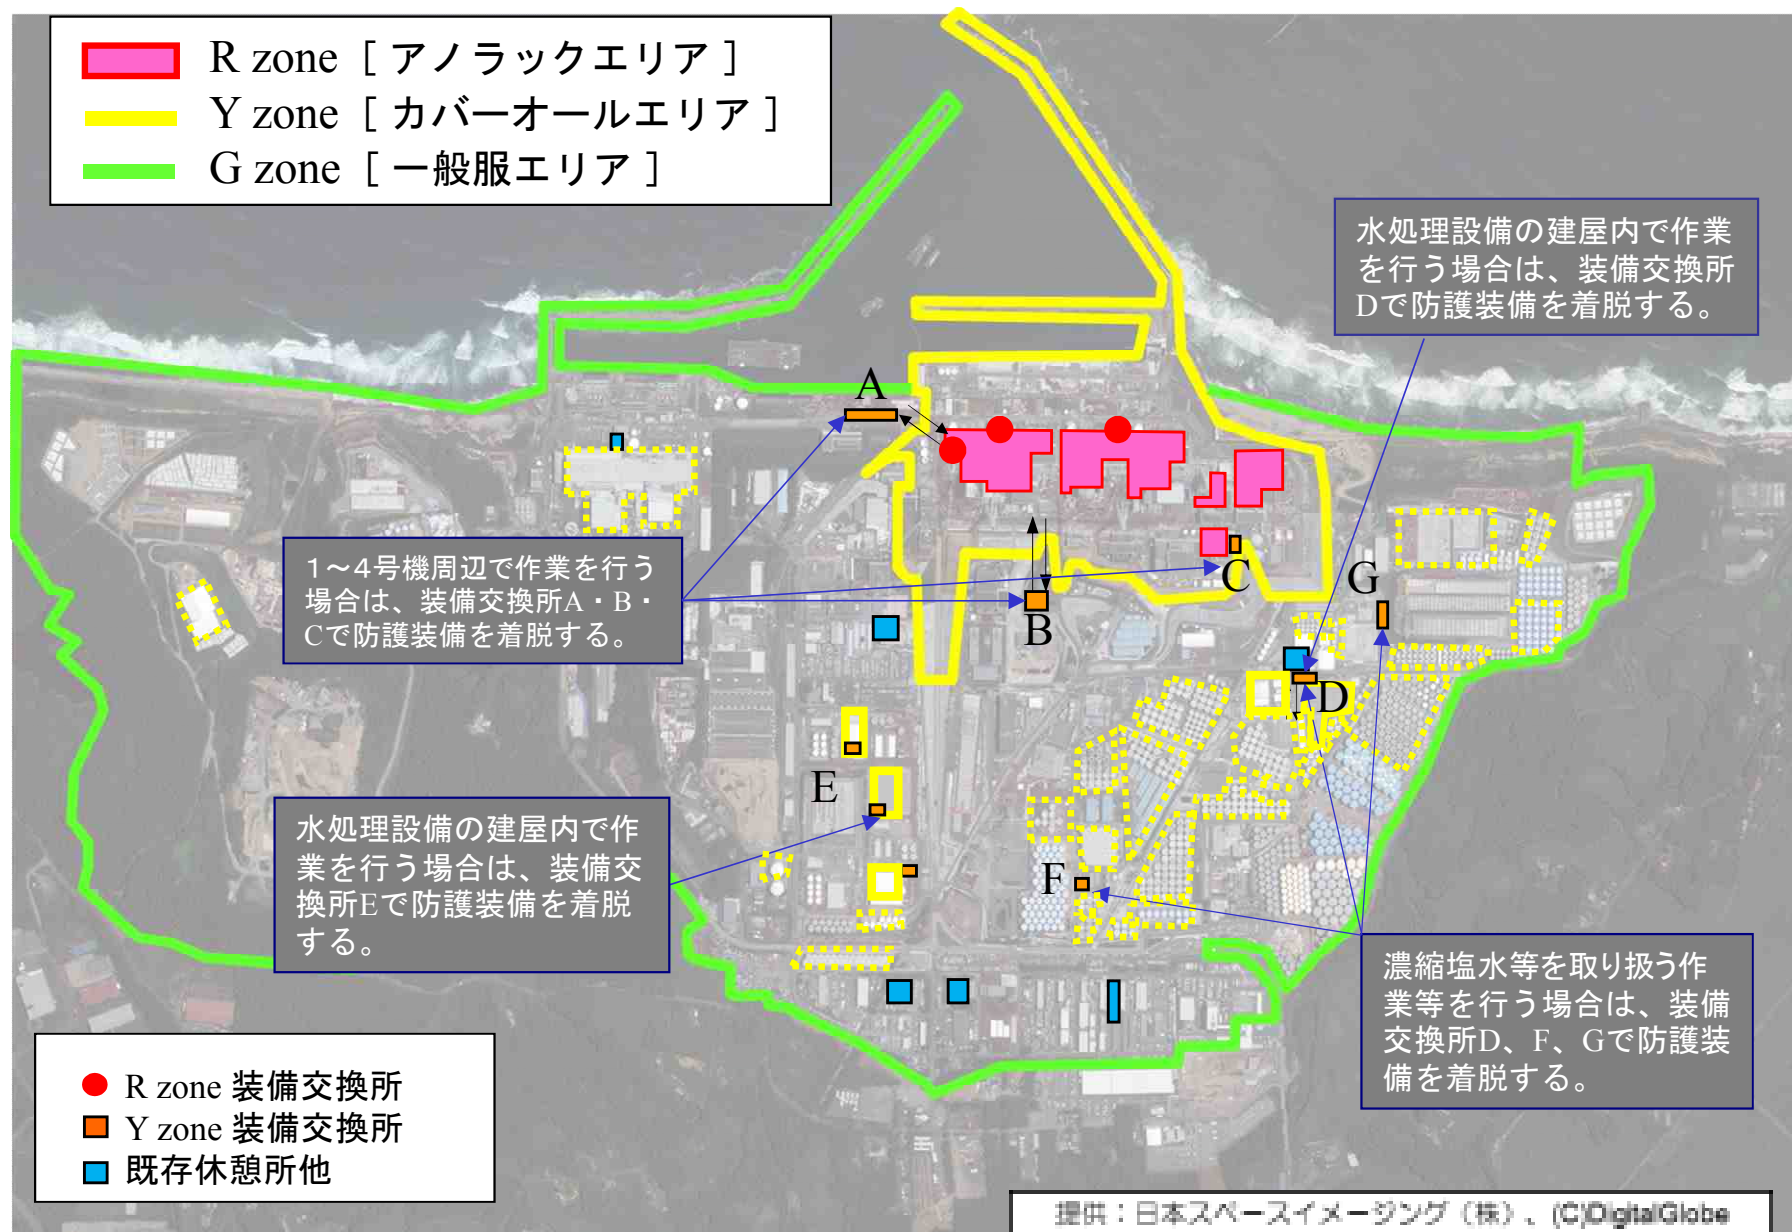 R zone [ アノラックエリア ]
Y zone [ カバーオールエリア ]
G zone [ 一般服エリア ]
水処理設備の建屋内で作業
を行う場合は、装備交換所
Dで防護装備を着脱する。
A
1～4号機周辺で作業を行う
場合は、装備交換所A・B・
Cで防護装備を着脱する。
C
G
B
D
E
水処理設備の建屋内で作
業を行う場合は、装備交
換所Eで防護装備を着脱
する。
F
濃縮塩水等を取り扱う作
業等を行う場合は、装備
交換所D、F、Gで防護装
備を着脱する。
R zone 装備交換所
Y zone 装備交換所
既存休憩所他
提供：日本スペースイメージング（株）、(C)DigitalGlobe